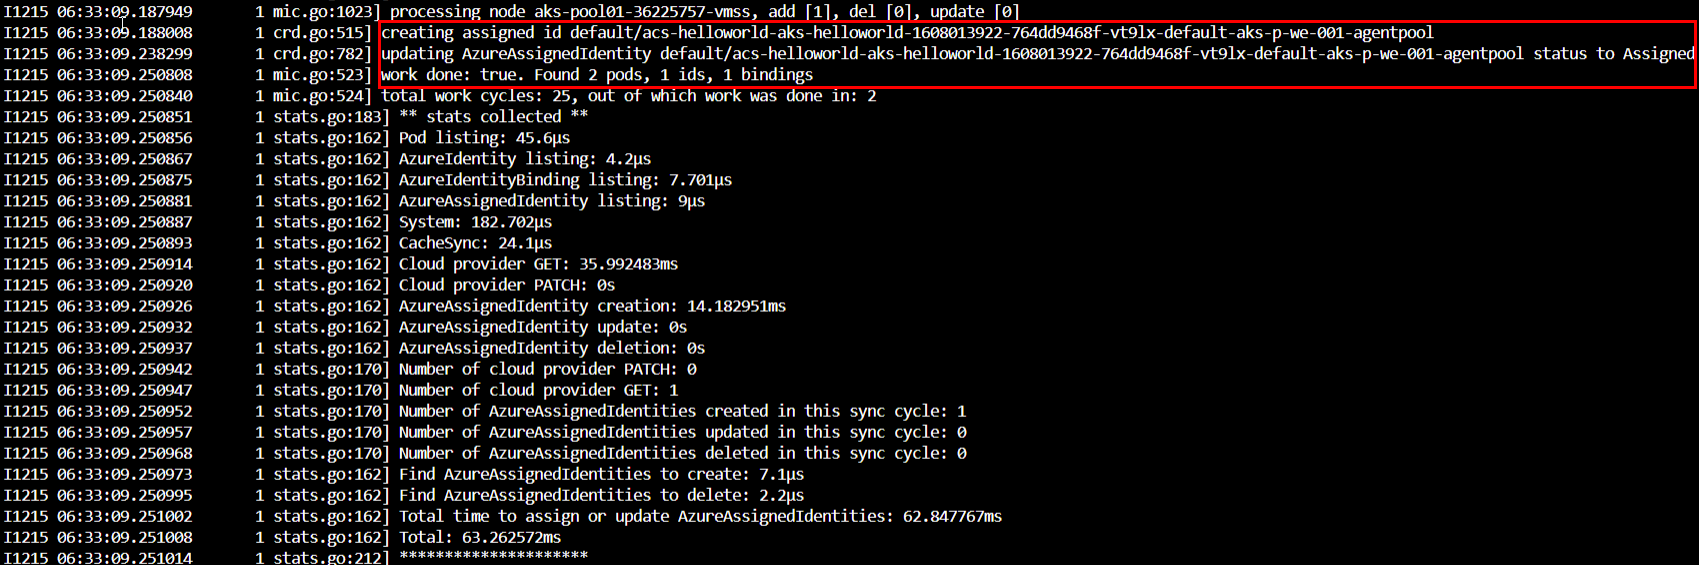 I1215 06:33:09.187949       1 mic.go:1023] processing node aks-pool01-36225757-vmss, add [1], del [0], update [0]
I1215 06:33:09.188008       1 crd.go:515] creating assigned id default/acs-helloworld-aks-helloworld-1608013922-764dd9468f-vt9lx-default-aks-p-we-001-agentpool
I1215 06:33:09.238299       1 crd.go:782] updating AzureAssignedIdentity default/acs-helloworld-aks-helloworld-1608013922-764dd9468f-vt9lx-default-aks-p-we-001-agentpool status to Assigned
I1215 06:33:09.250808       1 mic.go:523] work done: true. Found 2 pods, 1 ids, 1 bindings
I1215 06:33:09.250840       1 mic.go:524] total work cycles: 25, out of which work was done in: 2
I1215 06:33:09.250851       1 stats.go:183] ** stats collected **
I1215 06:33:09.250856       1 stats.go:162] Pod listing: 45.6µs
I1215 06:33:09.250867       1 stats.go:162] AzureIdentity listing: 4.2µs
I1215 06:33:09.250875       1 stats.go:162] AzureIdentityBinding listing: 7.701µs
I1215 06:33:09.250881       1 stats.go:162] AzureAssignedIdentity listing: 9µs
I1215 06:33:09.250887       1 stats.go:162] System: 182.702µs
I1215 06:33:09.250893       1 stats.go:162] CacheSync: 24.1µs
I1215 06:33:09.250914       1 stats.go:162] Cloud provider GET: 35.992483ms
I1215 06:33:09.250920       1 stats.go:162] Cloud provider PATCH: 0s
I1215 06:33:09.250926       1 stats.go:162] AzureAssignedIdentity creation: 14.182951ms
I1215 06:33:09.250932       1 stats.go:162] AzureAssignedIdentity update: 0s
I1215 06:33:09.250937       1 stats.go:162] AzureAssignedIdentity deletion: 0s
I1215 06:33:09.250942       1 stats.go:170] Number of cloud provider PATCH: 0
I1215 06:33:09.250947       1 stats.go:170] Number of cloud provider GET: 1
I1215 06:33:09.250952       1 stats.go:170] Number of AzureAssignedIdentities created in this sync cycle: 1
I1215 06:33:09.250957       1 stats.go:170] Number of AzureAssignedIdentities updated in this sync cycle: 0
I1215 06:33:09.250968       1 stats.go:170] Number of AzureAssignedIdentities deleted in this sync cycle: 0
I1215 06:33:09.250973       1 stats.go:162] Find AzureAssignedIdentities to create: 7.1µs
I1215 06:33:09.250995       1 stats.go:162] Find AzureAssignedIdentities to delete: 2.2µs
I1215 06:33:09.251002       1 stats.go:162] Total time to assign or update AzureAssignedIdentities: 62.847767ms
I1215 06:33:09.251008       1 stats.go:162] Total: 63.262572ms
I1215 06:33:09.251014       1 stats.go:212] *********************